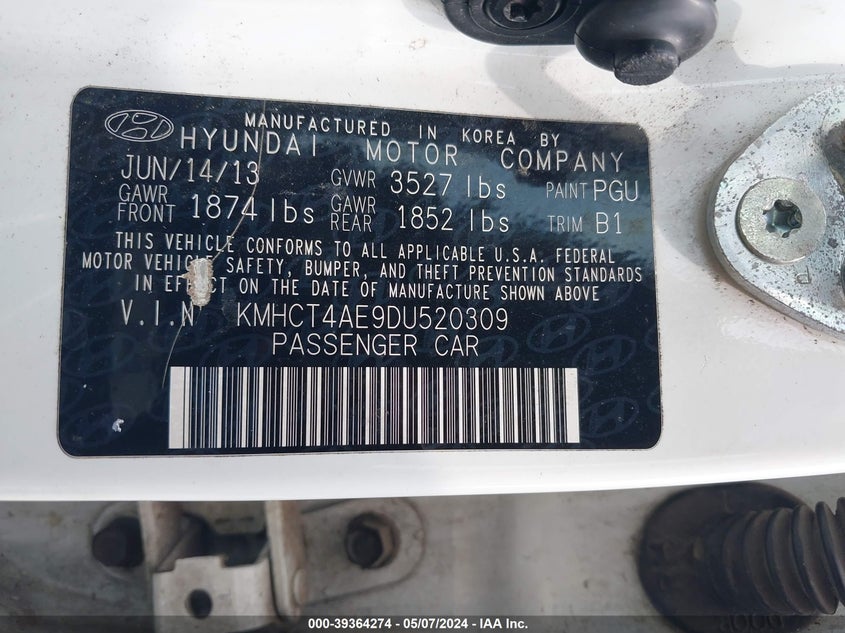 MANUFACTURED IN KOREA BY
HYUNDAI MOTOR COMPANY
JUN/14/13 GVWR 3527 lbs PAINT PGU
GAWR FRONT 1874 lbs GAWR REAR 1852 lbs TRIM B1
THIS VEHICLE CONFORMS TO ALL APPLICABLE U.S.A. FEDERAL
MOTOR VEHICLE SAFETY, BUMPER, AND THEFT PREVENTION STANDARDS
IN EFFECT ON THE DATE OF MANUFACTURE SHOWN ABOVE
V.I.N KMHCT4AE9DU520309
PASSENGER CAR
000-39364274 - 05/07/2024 - IAA Inc.